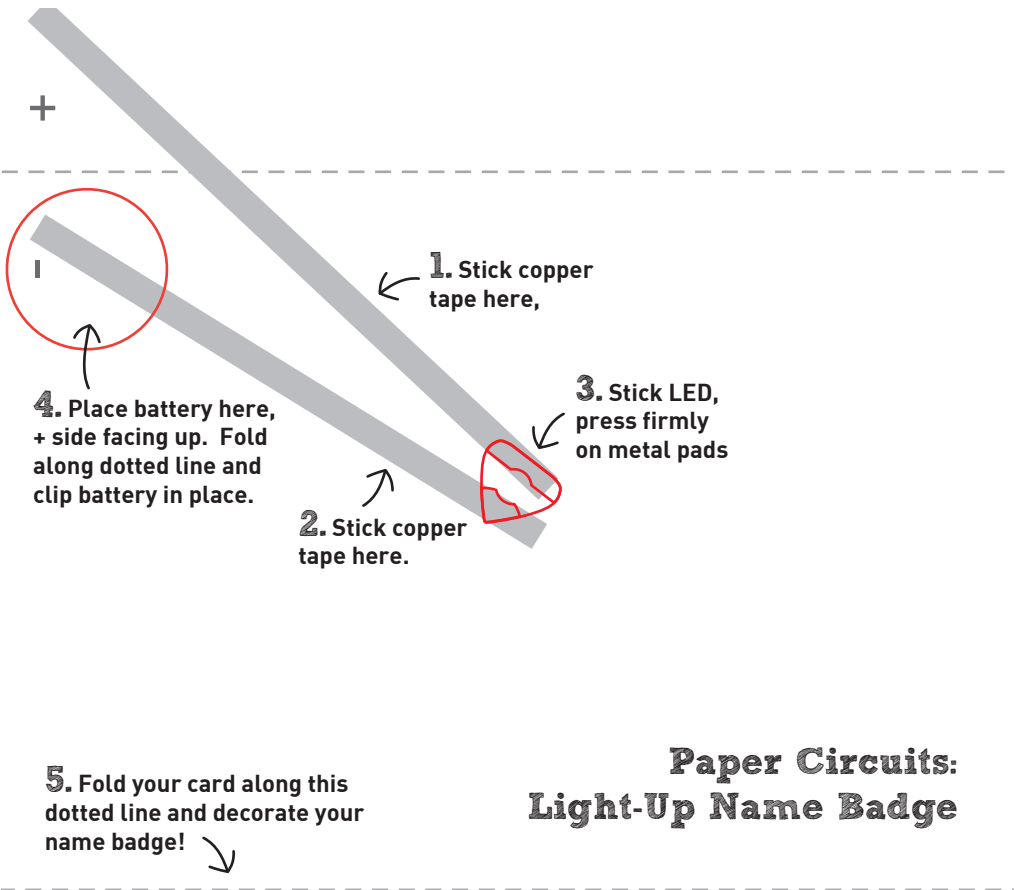 +
-
1. Stick copper
tape here,
3. Stick LED,
press firmly
on metal pads
4. Place battery here,
+ side facing up.  Fold
along dotted line and
clip battery in place.
2. Stick copper
tape here.
Paper Circuits:
Light-Up Name Badge
5. Fold your card along this
dotted line and decorate your
name badge!